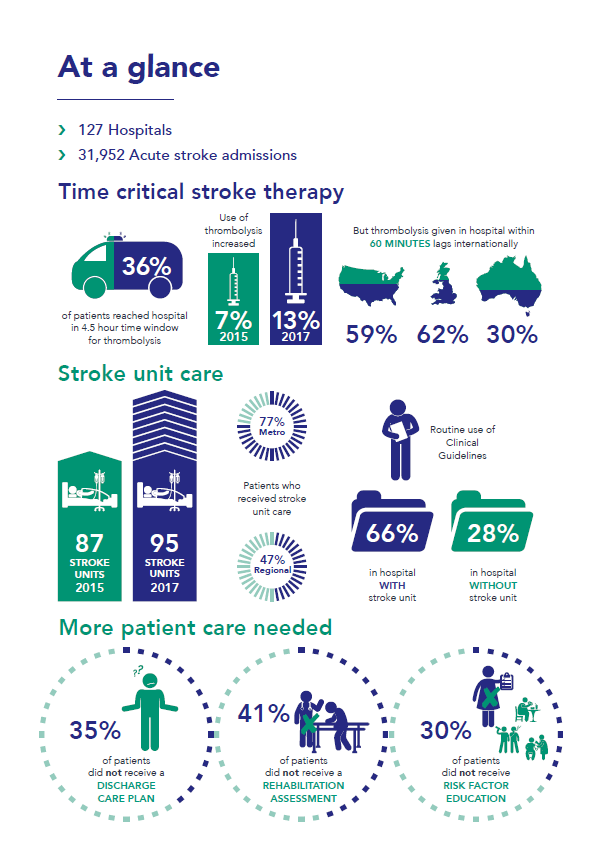 At a glance
› 127 Hospitals
› 31,952 Acute stroke admissions
Time critical stroke therapy
36%
of patients reached hospital
in 4.5 hour time window
for thrombolysis
Use of
thrombolysis
increased
7%
2015
13%
2017
But thrombolysis given in hospital within
60 MINUTES lags internationally
59%
62%
30%
Stroke unit care
87
STROKE
UNITS
2015
95
STROKE
UNITS
2017
77%
Metro
Patients who
received stroke
unit care
47%
Regional
Routine use of
Clinical
Guidelines
66%
in hospital
WITH
stroke unit
28%
in hospital
WITHOUT
stroke unit
More patient care needed
??
35%
of patients
did not receive a
DISCHARGE
CARE PLAN
41%
of patients
did not receive a
REHABILITATION
ASSESSMENT
30%
of patients
did not receive
RISK FACTOR
EDUCATION